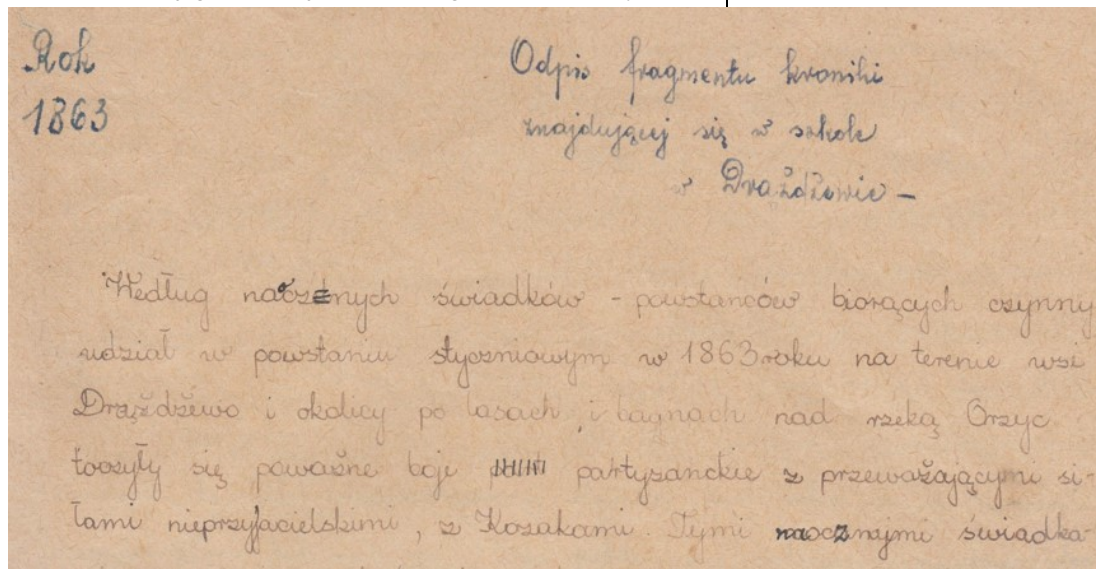 Rok
1863
Odpis fragmentu kroniki
znajdującej się w szkole
w Drażdżewie -
Według naocznych świadków - powstańców biorących czynny
udział w powstaniu styczniowym w 1863 roku na terenie wsi
Drążdżewo i okolicy po lasach, i bagnach nad rzeką Orzyc
toczyły się poważne boje partyzanckie z przeważającymi si-
łami nieprzyjacielskimi, z Kozakami. Tymi naocznymi świadka-